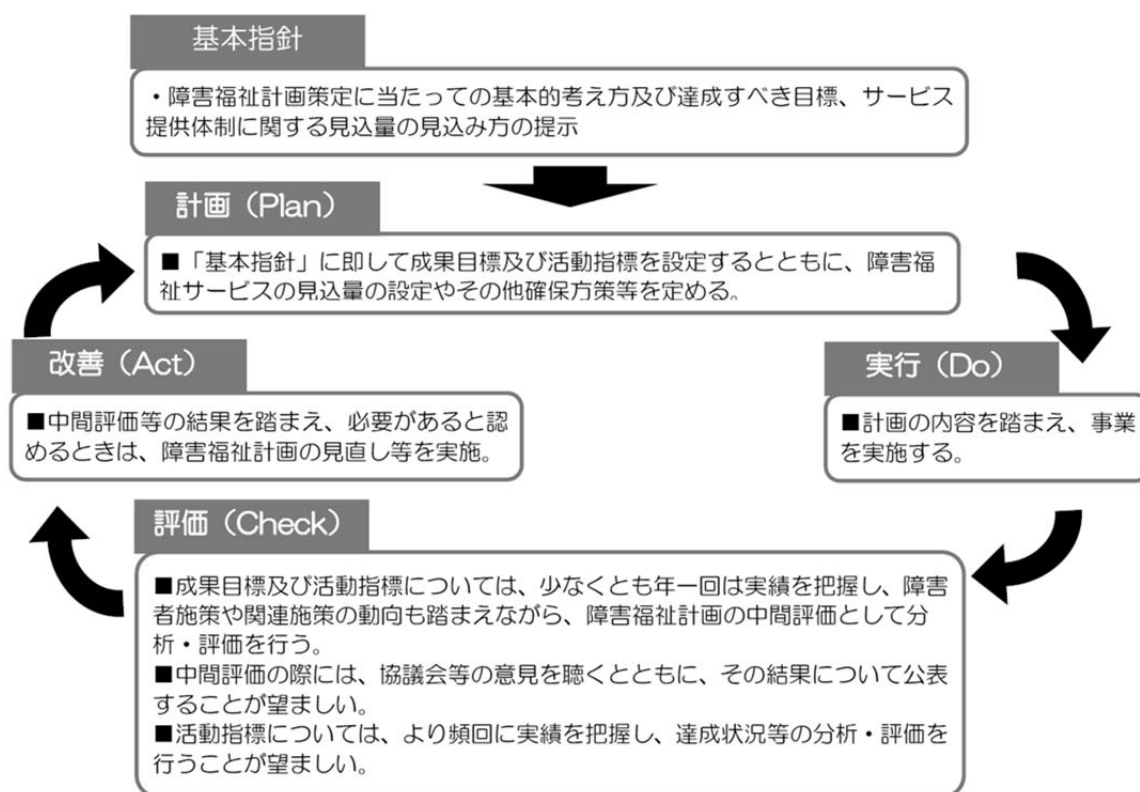 基本指針
・障害福祉計画策定に当たっての基本的考え方及び達成すべき目標、サービス
提供体制に関する見込量の見込み方の提示
計画（Plan）
■「基本指針」に即して成果目標及び活動指標を設定するとともに、障害福
祉サービスの見込量の設定やその他確保方策等を定める。
改善（Act）
■中間評価等の結果を踏まえ、必要があると認
めるときは、障害福祉計画の見直し等を実施。
実行（Do）
■計画の内容を踏まえ、事業
を実施する。
評価（Check）
■成果目標及び活動指標については、少なくとも年一回は実績を把握し、障害
者施策や関連施策の動向も踏まえながら、障害福祉計画の中間評価として分
析・評価を行う。
■中間評価の際には、協議会等の意見を聴くとともに、その結果について公表
することが望ましい。
■活動指標については、より頻回に実績を把握し、達成状況等の分析・評価を
行うことが望ましい。